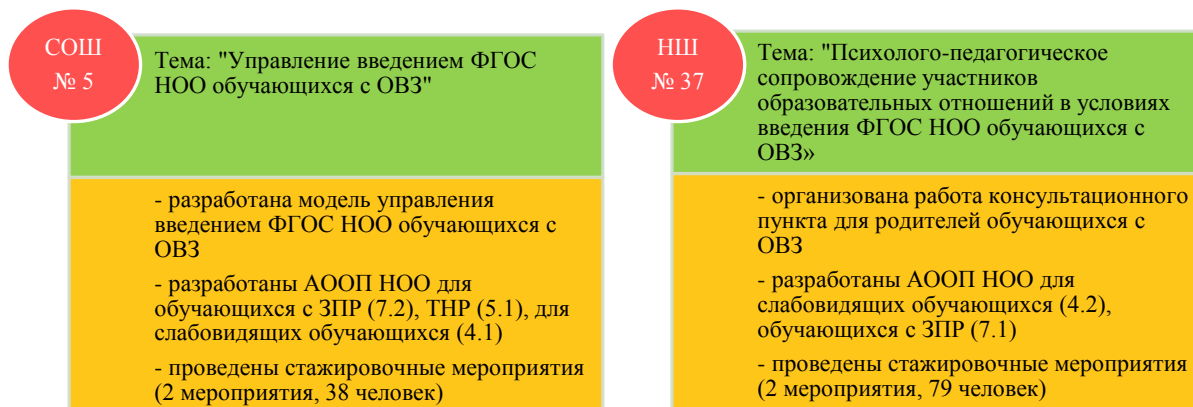 СОШ
№ 5
Тема: "Управление введением ФГОС
НОО обучающихся с ОВЗ"
- разработана модель управления
введением ФГОС НОО обучающихся с
ОВЗ
- разработаны АООП НОО для
обучающихся с ЗПР (7.2), ТНР (5.1), для
слабовидящих обучающихся (4.1)
- проведены стажировочные мероприятия
(2 мероприятия, 38 человек)
НШ
№ 37
Тема: "Психолого-педагогическое
сопровождение участников
образовательных отношений в условиях
введения ФГОС НОО обучающихся с
ОВЗ»
- организована работа консультационного
пункта для родителей обучающихся с
ОВЗ
- разработаны АООП НОО для
слабовидящих обучающихся (4.2),
обучающихся с ЗПР (7.1)
- проведены стажировочные мероприятия
(2 мероприятия, 79 человек)